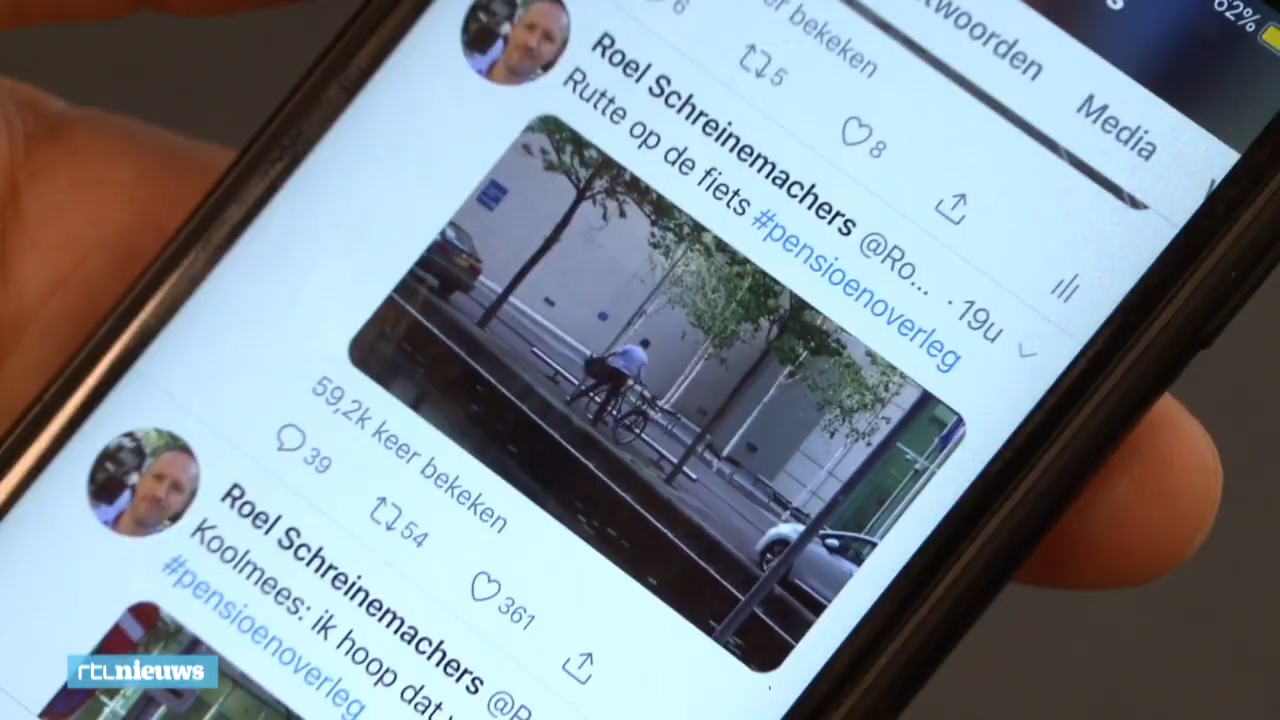 62%
twoorden
Media
er bekeken
6
5
8
Roel Schreinemachers @Ro... · 19u
Rutte op de fiets #pensioenoverleg
59,2k keer bekeken
39
54
361
Roel Schreinemachers @R
Koolmees: ik hoop dat
#pensioenoverleg
rtlnieuws